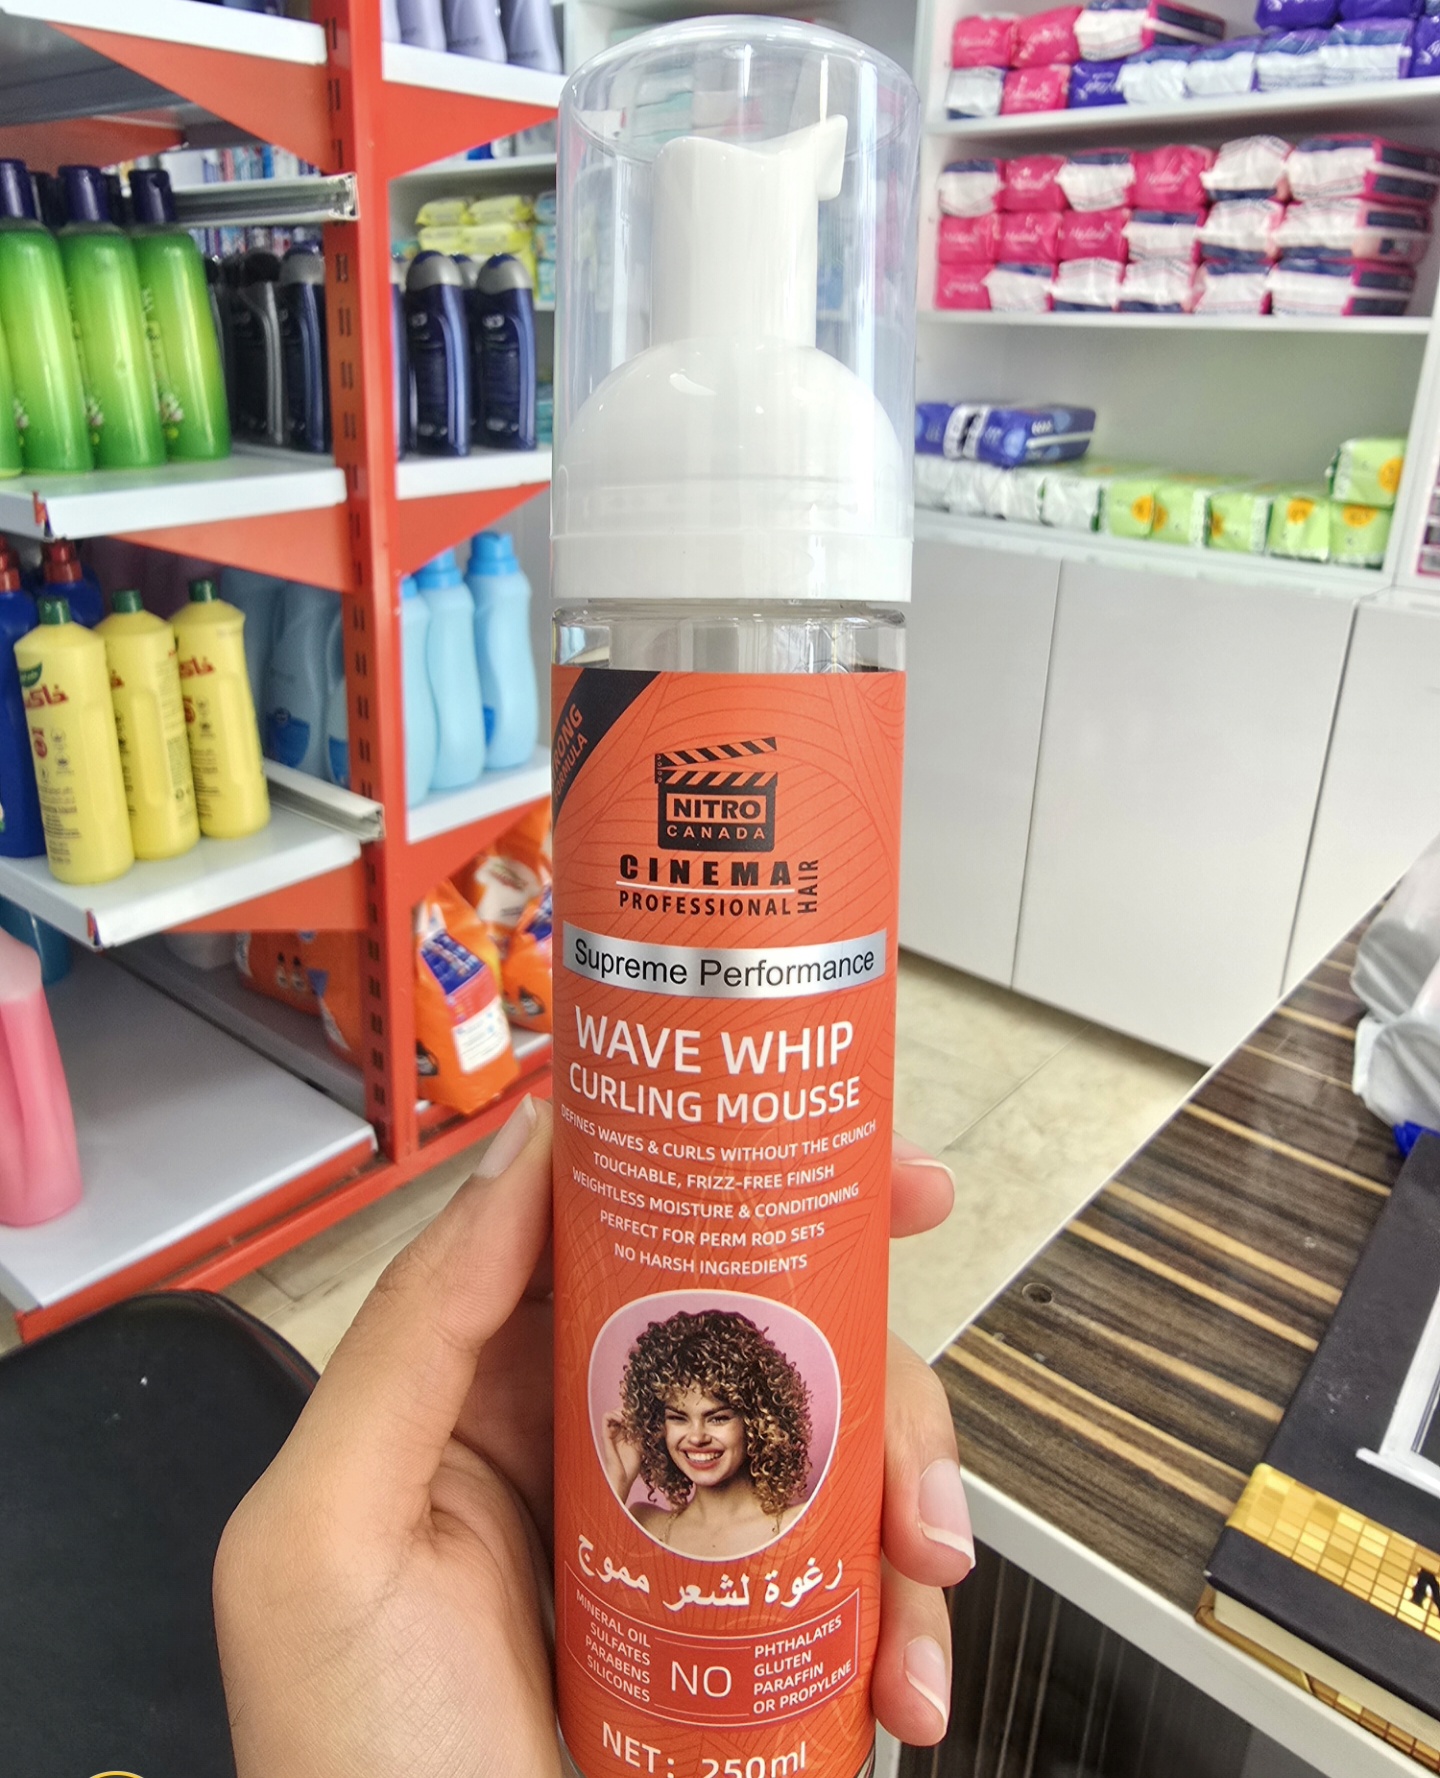 NITRO
CANADA
CINEMA
HAIR
PROFESSIONAL
Supreme Performance
WAVE WHIP
CURLING MOUSSE
DEFINES WAVES & CURLS WITHOUT THE CRUNCH
TOUCHABLE, FRIZZ-FREE FINISH
WEIGHTLESS MOISTURE & CONDITIONING
PERFECT FOR PERM ROD SETS
NO HARSH INGREDIENTS
رغوة لشعر مموج
MINERAL OIL
SULFATES
PARABENS
SILICONES
NO
PHTHALATES
GLUTEN
PARAFFIN
OR PROPYLENE
NET: 250ml